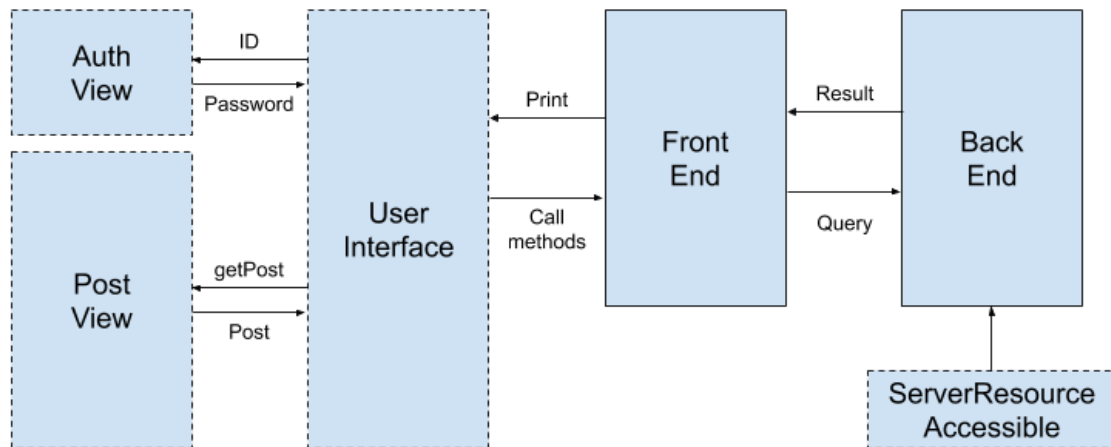 Auth
View
ID
Password
Post
View
getPost
Post
User
Interface
Print
Call
methods
Front
End
Result
Query
Back
End
ServerResource
Accessible